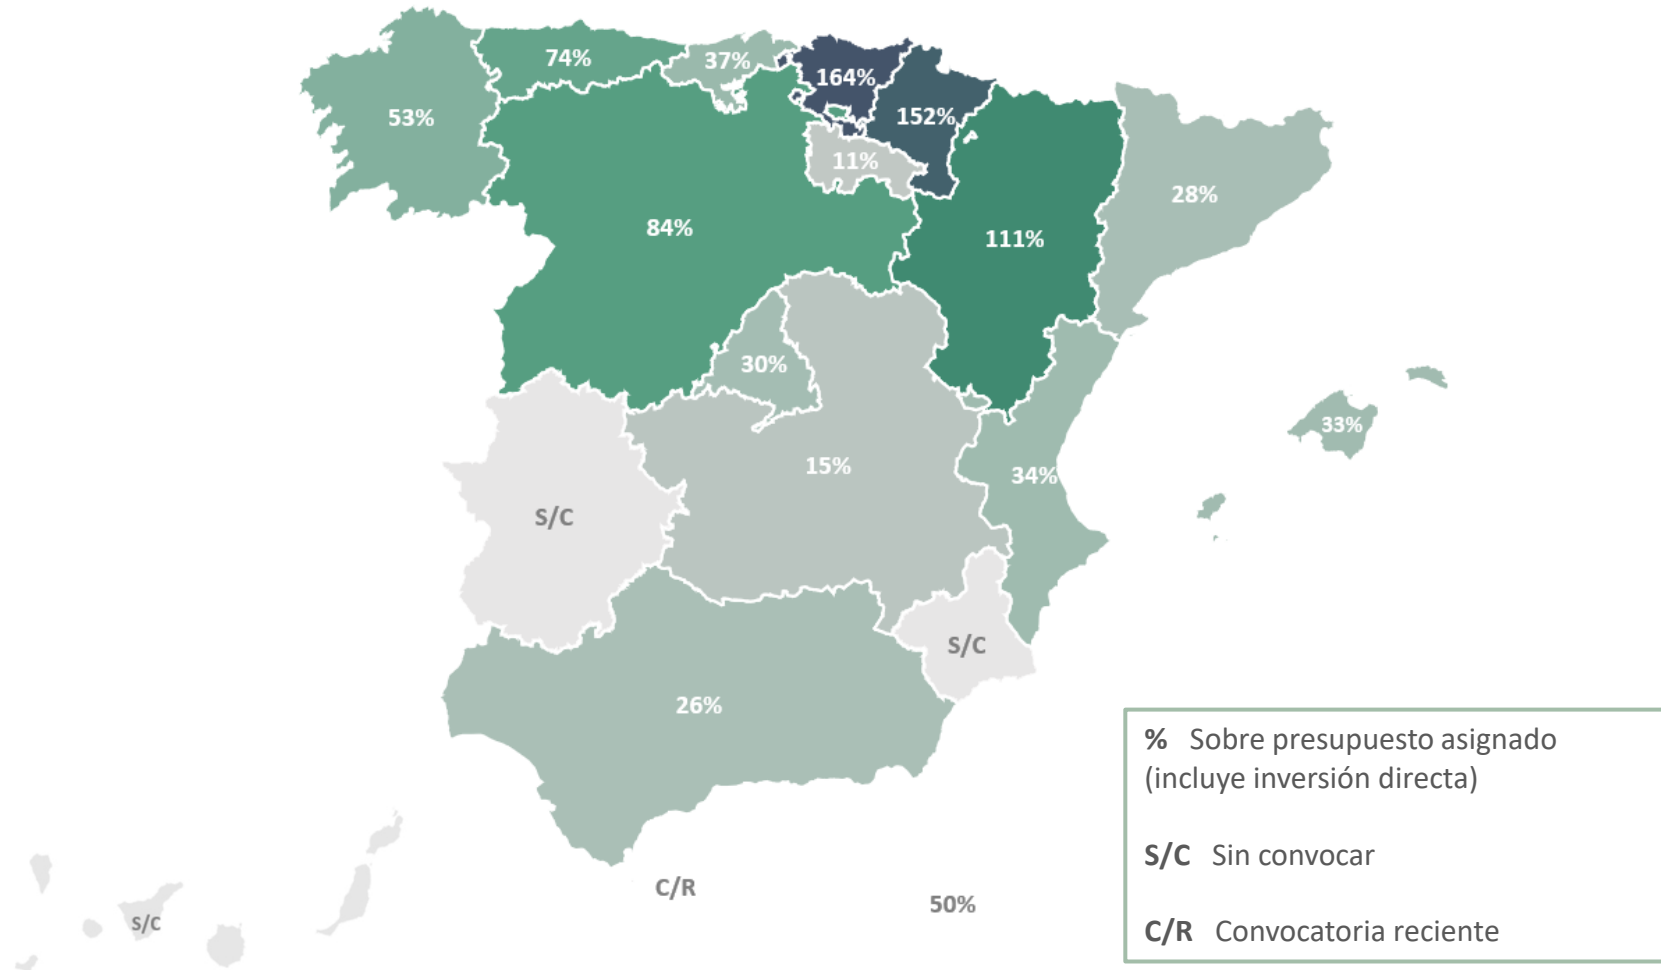 74%
37%
164%
53%
152%
11%
28%
84%
111%
30%
33%
15%
34%
S/C
S/C
26%
C/R
50%
S/C
% Sobre presupuesto asignado
(incluye inversión directa)
S/C Sin convocar
C/R Convocatoria reciente